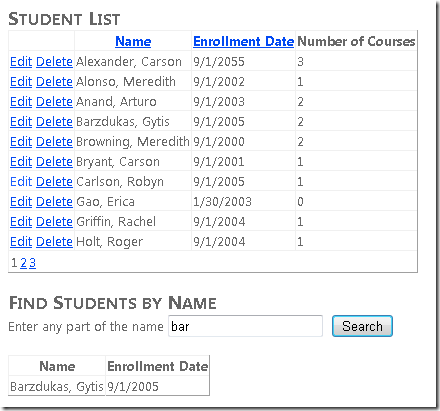 STUDENT LIST
Name Enrollment Date Number of Courses
Edit Delete Alexander, Carson 9/1/2055 3
Edit Delete Alonso, Meredith 9/1/2002 1
Edit Delete Anand, Arturo 9/1/2003 2
Edit Delete Barzdukas, Gytis 9/1/2005 2
Edit Delete Browning, Meredith 9/1/2000 2
Edit Delete Bryant, Carson 9/1/2001 1
Edit Delete Carlson, Robyn 9/1/2005 1
Edit Delete Gao, Erica 1/30/2003 0
Edit Delete Griffin, Rachel 9/1/2004 1
Edit Delete Holt, Roger 9/1/2004 1
1 2 3
FIND STUDENTS BY NAME
Enter any part of the name bar Search
Name Enrollment Date
Barzdukas, Gytis 9/1/2005